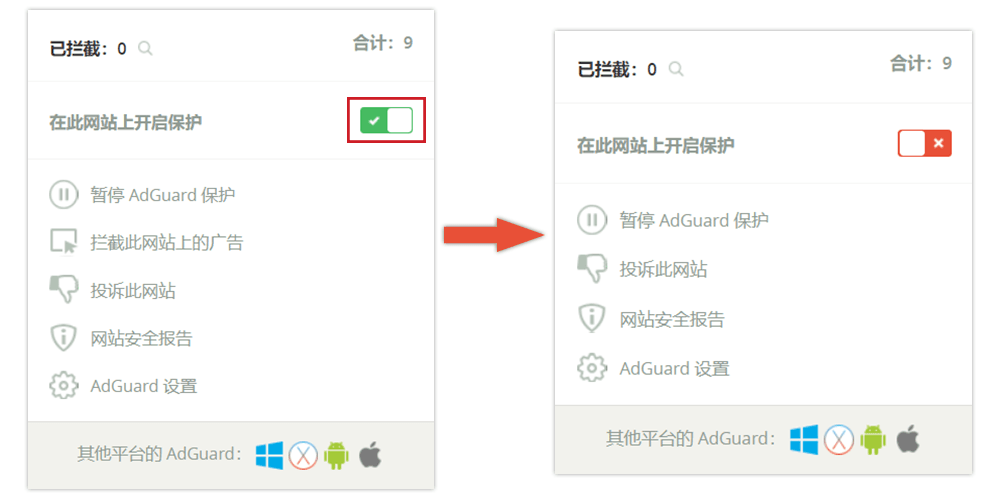 已拦截：0
合计：9
在此网站上开启保护
暂停 AdGuard 保护
拦截此网站上的广告
投诉此网站
网站安全报告
AdGuard 设置
其他平台的 AdGuard：
已拦截：0
合计：9
在此网站上开启保护
暂停 AdGuard 保护
投诉此网站
网站安全报告
AdGuard 设置
其他平台的 AdGuard：